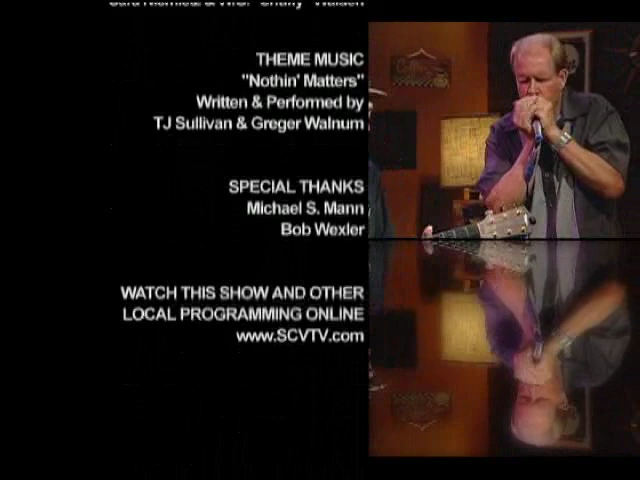 THEME MUSIC
"Nothin' Matters"
Written & Performed by
TJ Sullivan & Greger Walnum
SPECIAL THANKS
Michael S. Mann
Bob Wexler
WATCH THIS SHOW AND OTHER
LOCAL PROGRAMMING ONLINE
www.SCVTV.com